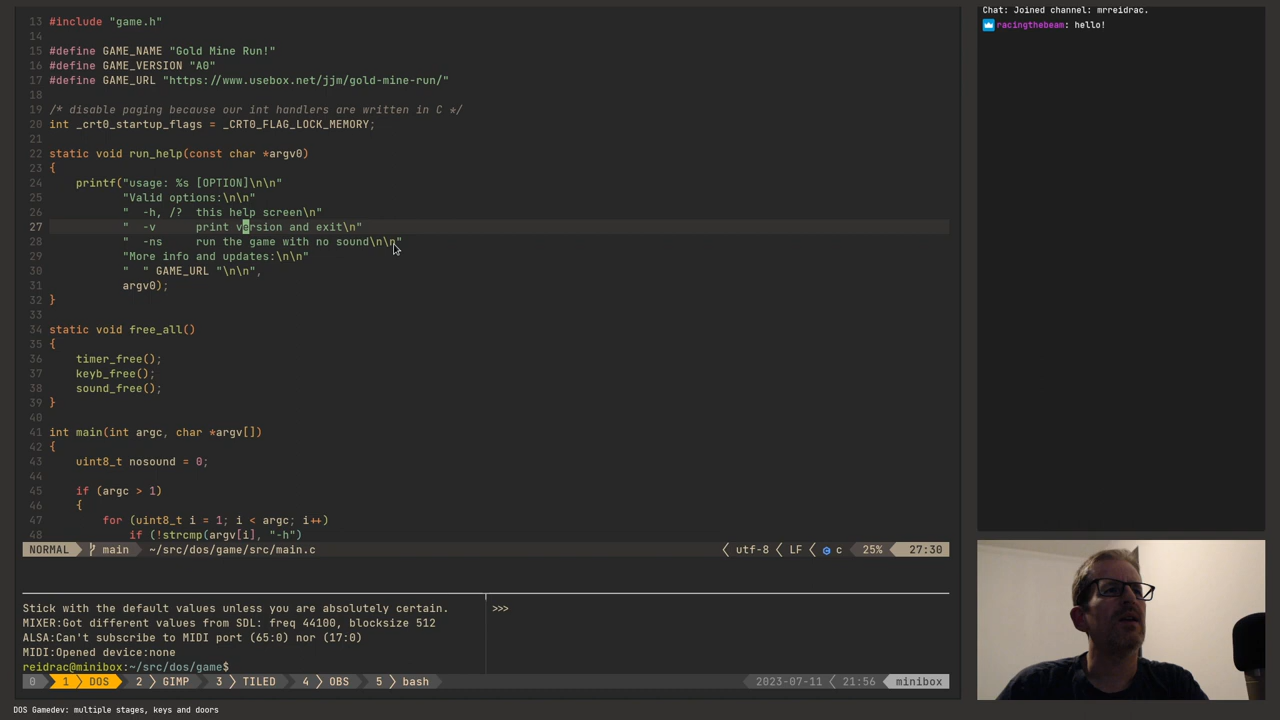 13 #include "game.h"
14
15 #define GAME_NAME "Gold Mine Run!"
16 #define GAME_VERSION "A0"
17 #define GAME_URL "https://www.usebox.net/jjm/gold-mine-run/"
18
19 /* disable paging because our int handlers are written in C */
20 int _crt0_startup_flags = _CRT0_FLAG_LOCK_MEMORY;
21
22 static void run_help(const char *argv0)
23 {
24     printf("usage: %s [OPTION]\n\n"
25            "Valid options:\n\n"
26            "  -h, /?  this help screen\n"
27            "  -v      print version and exit\n"
28            "  -ns     run the game with no sound\n\n"
29            "More info and updates:\n\n"
30            "  " GAME_URL "\n\n",
31            argv0);
32 }
33
34 static void free_all()
35 {
36     timer_free();
37     keyb_free();
38     sound_free();
39 }
40
41 int main(int argc, char *argv[])
42 {
43     uint8_t nosound = 0;
44
45     if (argc > 1)
46     {
47         for (uint8_t i = 1; i < argc; i++)
48             if (!strcmp(argv[i], "-h")
NORMAL main ~/src/dos/game/src/main.c utf-8 LF c 25% 27:30
Stick with the default values unless you are absolutely certain.
MIXER:Got different values from SDL: freq 44100, blocksize 512
ALSA:Can't subscribe to MIDI port (65:0) nor (17:0)
MIDI:Opened device:none
reidrac@minibox:~/src/dos/game$
>>>
0 1 DOS 2 GIMP 3 TILED 4 OBS 5 bash 2023-07-11 21:56 minibox
DOS Gamedev: multiple stages, keys and doors
Chat: Joined channel: mrreidrac.
racingthebeam: hello!